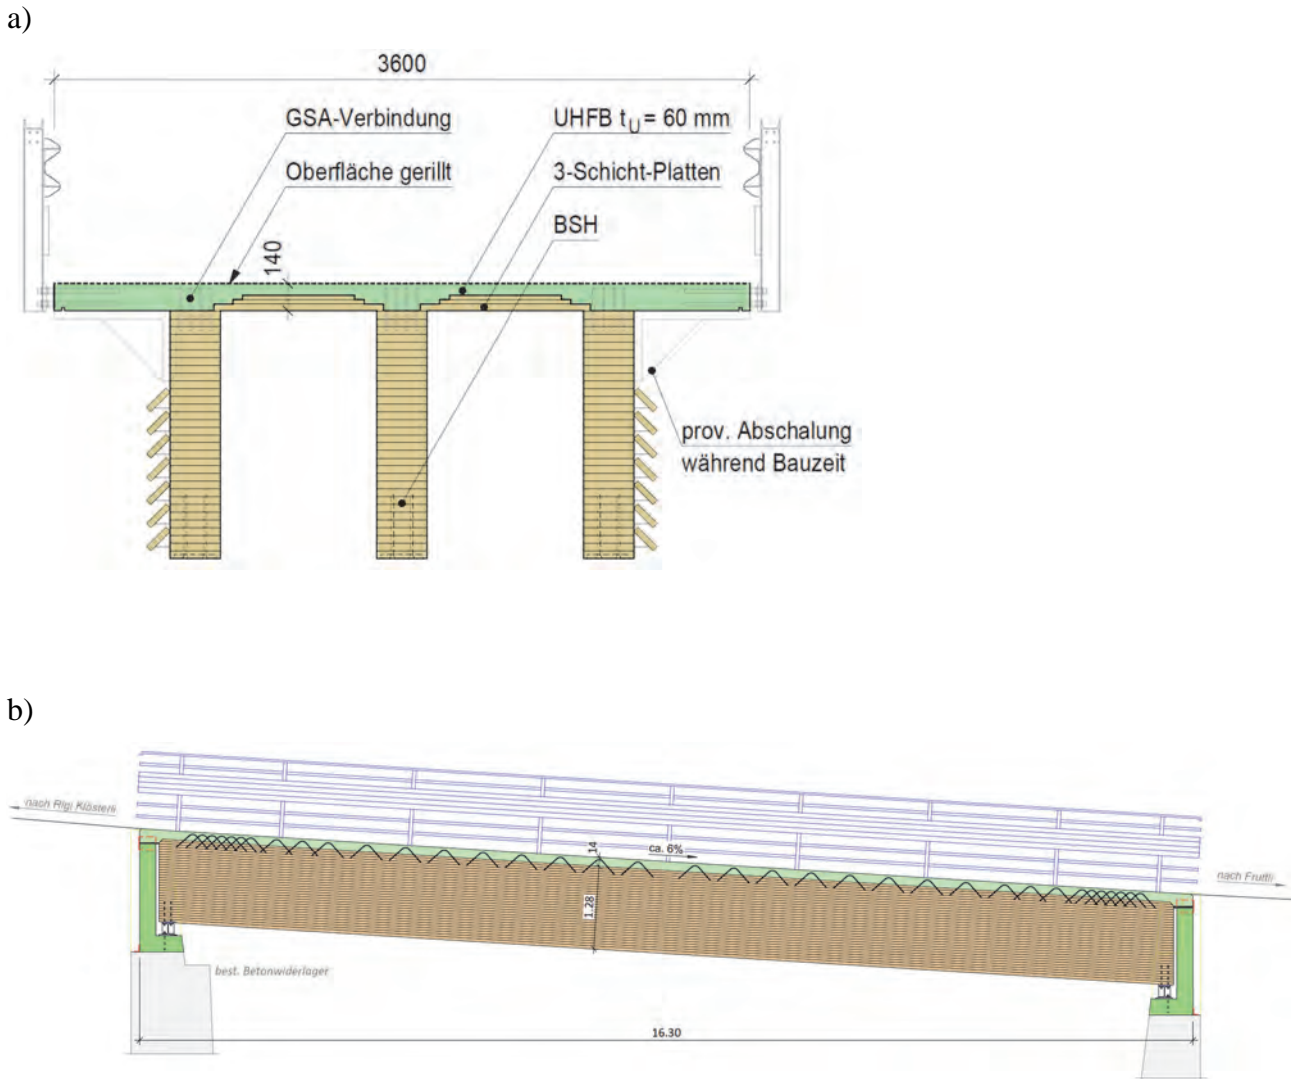 a)
3600
GSA-Verbindung
UHFB tU = 60 mm
Oberfläche gerillt
3-Schicht-Platten
BSH
140
prov. Abschalung
während Bauzeit
b)
nach Rigi Klösterli
14
ca. 6%
nach Fruttli
1.28
best. Betonwiderlager
16.30